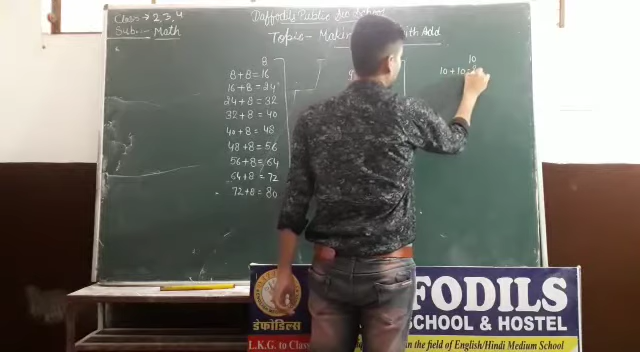 Class → 2,3,4
Daffodils Public Sec School
Sub:- Math
Topic - Makin
with Add
8
8+8=16
16+8=24
24+8=32
32+8=40
40+8=48
48+8=56
56+8=64
64+8=72
72+8=80
10
10+10=
डैफोडिल्स
FODILS
SCHOOL & HOSTEL
L.K.G. to Class
in the field of English/Hindi Medium School